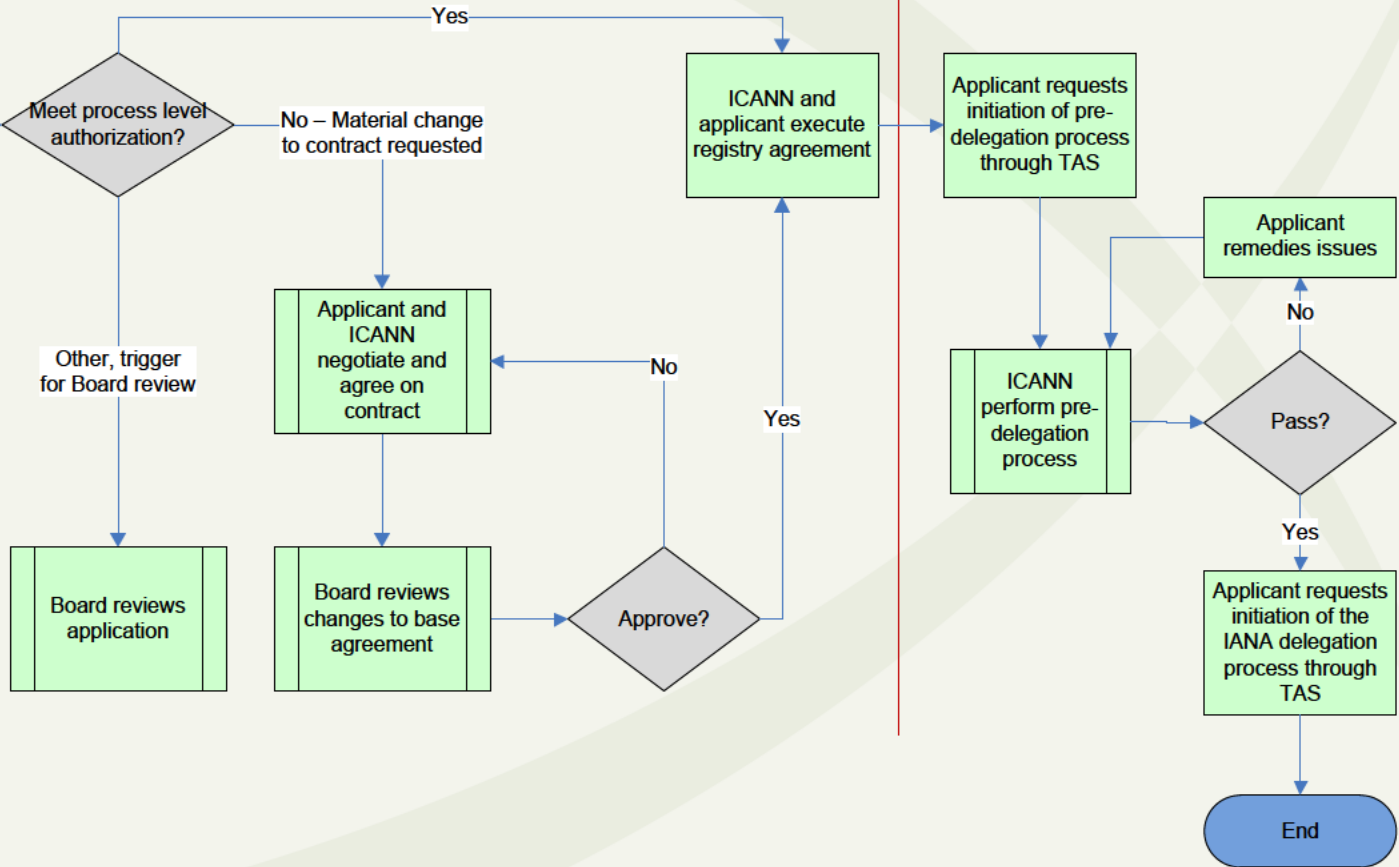 Yes
Meet process level
authorization?
No – Material change
to contract requested
ICANN and
applicant execute
registry agreement
Applicant requests
initiation of pre-
delegation process
through TAS
Applicant
remedies issues
No
Other, trigger
for Board review
Applicant and
ICANN
negotiate and
agree on
contract
No
Yes
ICANN
perform pre-
delegation
process
Pass?
Yes
Board reviews
application
Board reviews
changes to base
agreement
Approve?
Applicant requests
initiation of the
IANA delegation
process through
TAS
End